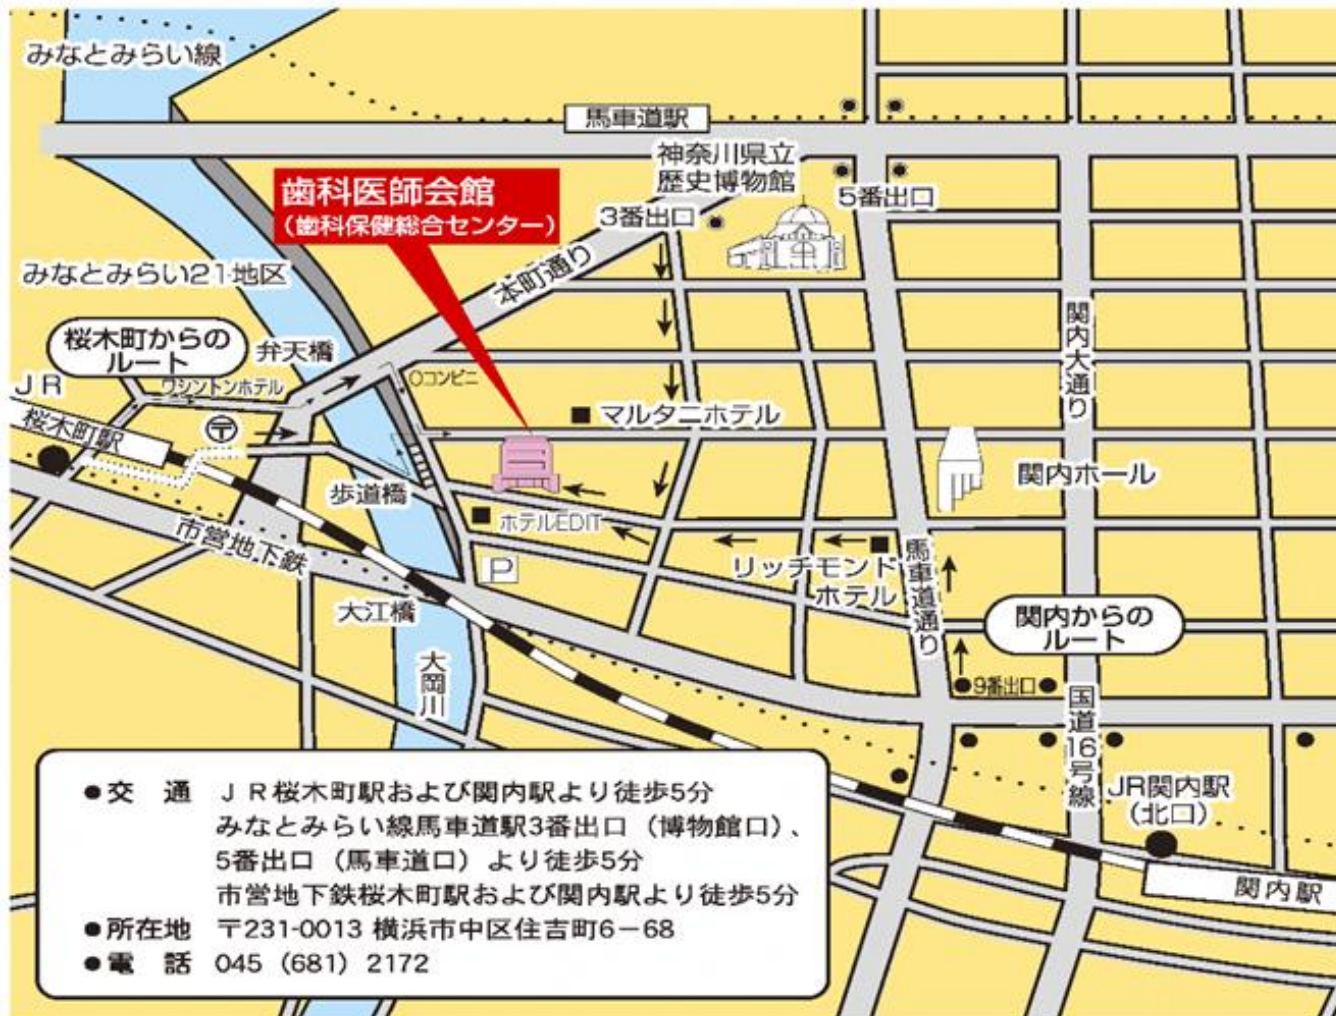 みなとみらい線
馬車道駅
神奈川県立
歴史博物館
歯科医師会館
（歯科保健総合センター）
3番出口
5番出口
みなとみらい21地区
本町通り
関内大通り
桜木町からの
ルート
弁天橋
JR
ワシントンホテル
〇コンビニ
桜木町駅
〒
マルタニホテル
歩道橋
関内ホール
ホテルEDIT
市営地下鉄
P
リッチモンド
ホテル
馬車道通り
大江橋
関内からの
ルート
大岡川
9番出口
国道16号線
JR関内駅
（北口）
関内駅
●交　通　ＪＲ桜木町駅および関内駅より徒歩5分
みなとみらい線馬車道駅3番出口（博物館口）、
5番出口（馬車道口）より徒歩5分
市営地下鉄桜木町駅および関内駅より徒歩5分
●所在地　〒231-0013 横浜市中区住吉町6－68
●電　話　045（681）2172